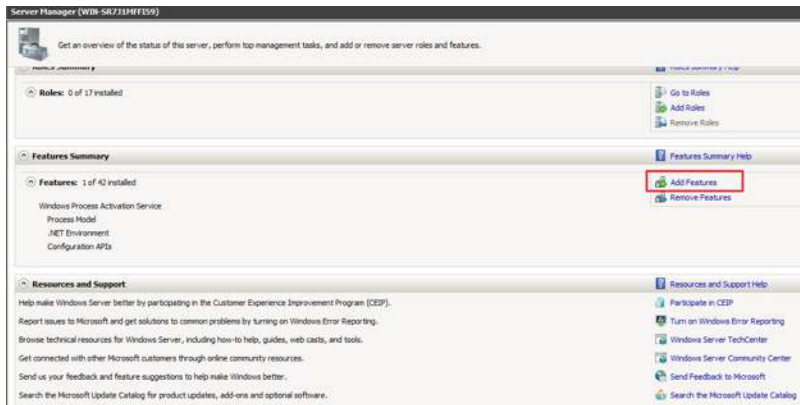 Server Manager (WIN-SR7J1MFFIS9)
Get an overview of the status of this server, perform top management tasks, and add or remove server roles and features.
Roles Summary
Roles Summary Help
Roles: 0 of 17 installed
Go to Roles
Add Roles
Remove Roles
Features Summary
Features Summary Help
Features: 1 of 42 installed
Add Features
Remove Features
Windows Process Activation Service
Process Model
.NET Environment
Configuration APIs
Resources and Support
Resources and Support Help
Help make Windows Server better by participating in the Customer Experience Improvement Program (CEIP).
Participate in CEIP
Report issues to Microsoft and get solutions to common problems by turning on Windows Error Reporting.
Turn on Windows Error Reporting
Browse technical resources for Windows Server, including how-to help, guides, web casts, and tools.
Windows Server TechCenter
Get connected with other Microsoft customers through online community resources.
Windows Server Community Center
Send us your feedback and feature suggestions to help make Windows better.
Send Feedback to Microsoft
Search the Microsoft Update Catalog for product updates, add-ons and optional software.
Search the Microsoft Update Catalog